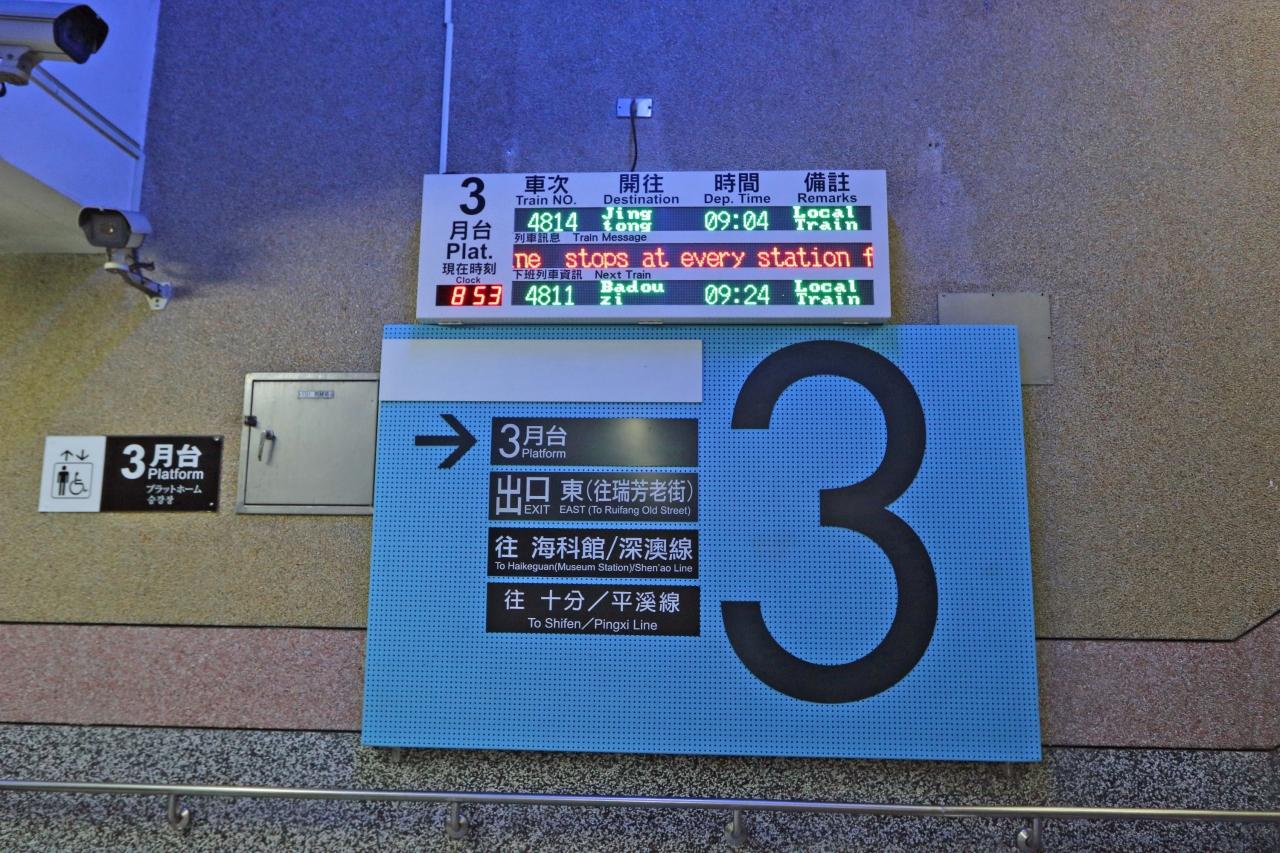 3
月台
Plat.
現在時刻
Clock
8 53
車次 開往 時間 備註
Train NO. Destination Dep. Time Remarks
4814 Jing tong 09:04 Local Train
列車訊息 Train Message
ne stops at every station f
下班列車資訊 Next Train
4811 Badou zi 09:24 Local Train
3 月台
Platform
プラットホーム
승강장
3 月台
Platform
出口 東(往瑞芳老街)
EXIT EAST (To Ruifang Old Street)
往 海科館/深澳線
To Haikeguan(Museum Station)/Shen'ao Line
往 十分/平溪線
To Shifen/Pingxi Line
3